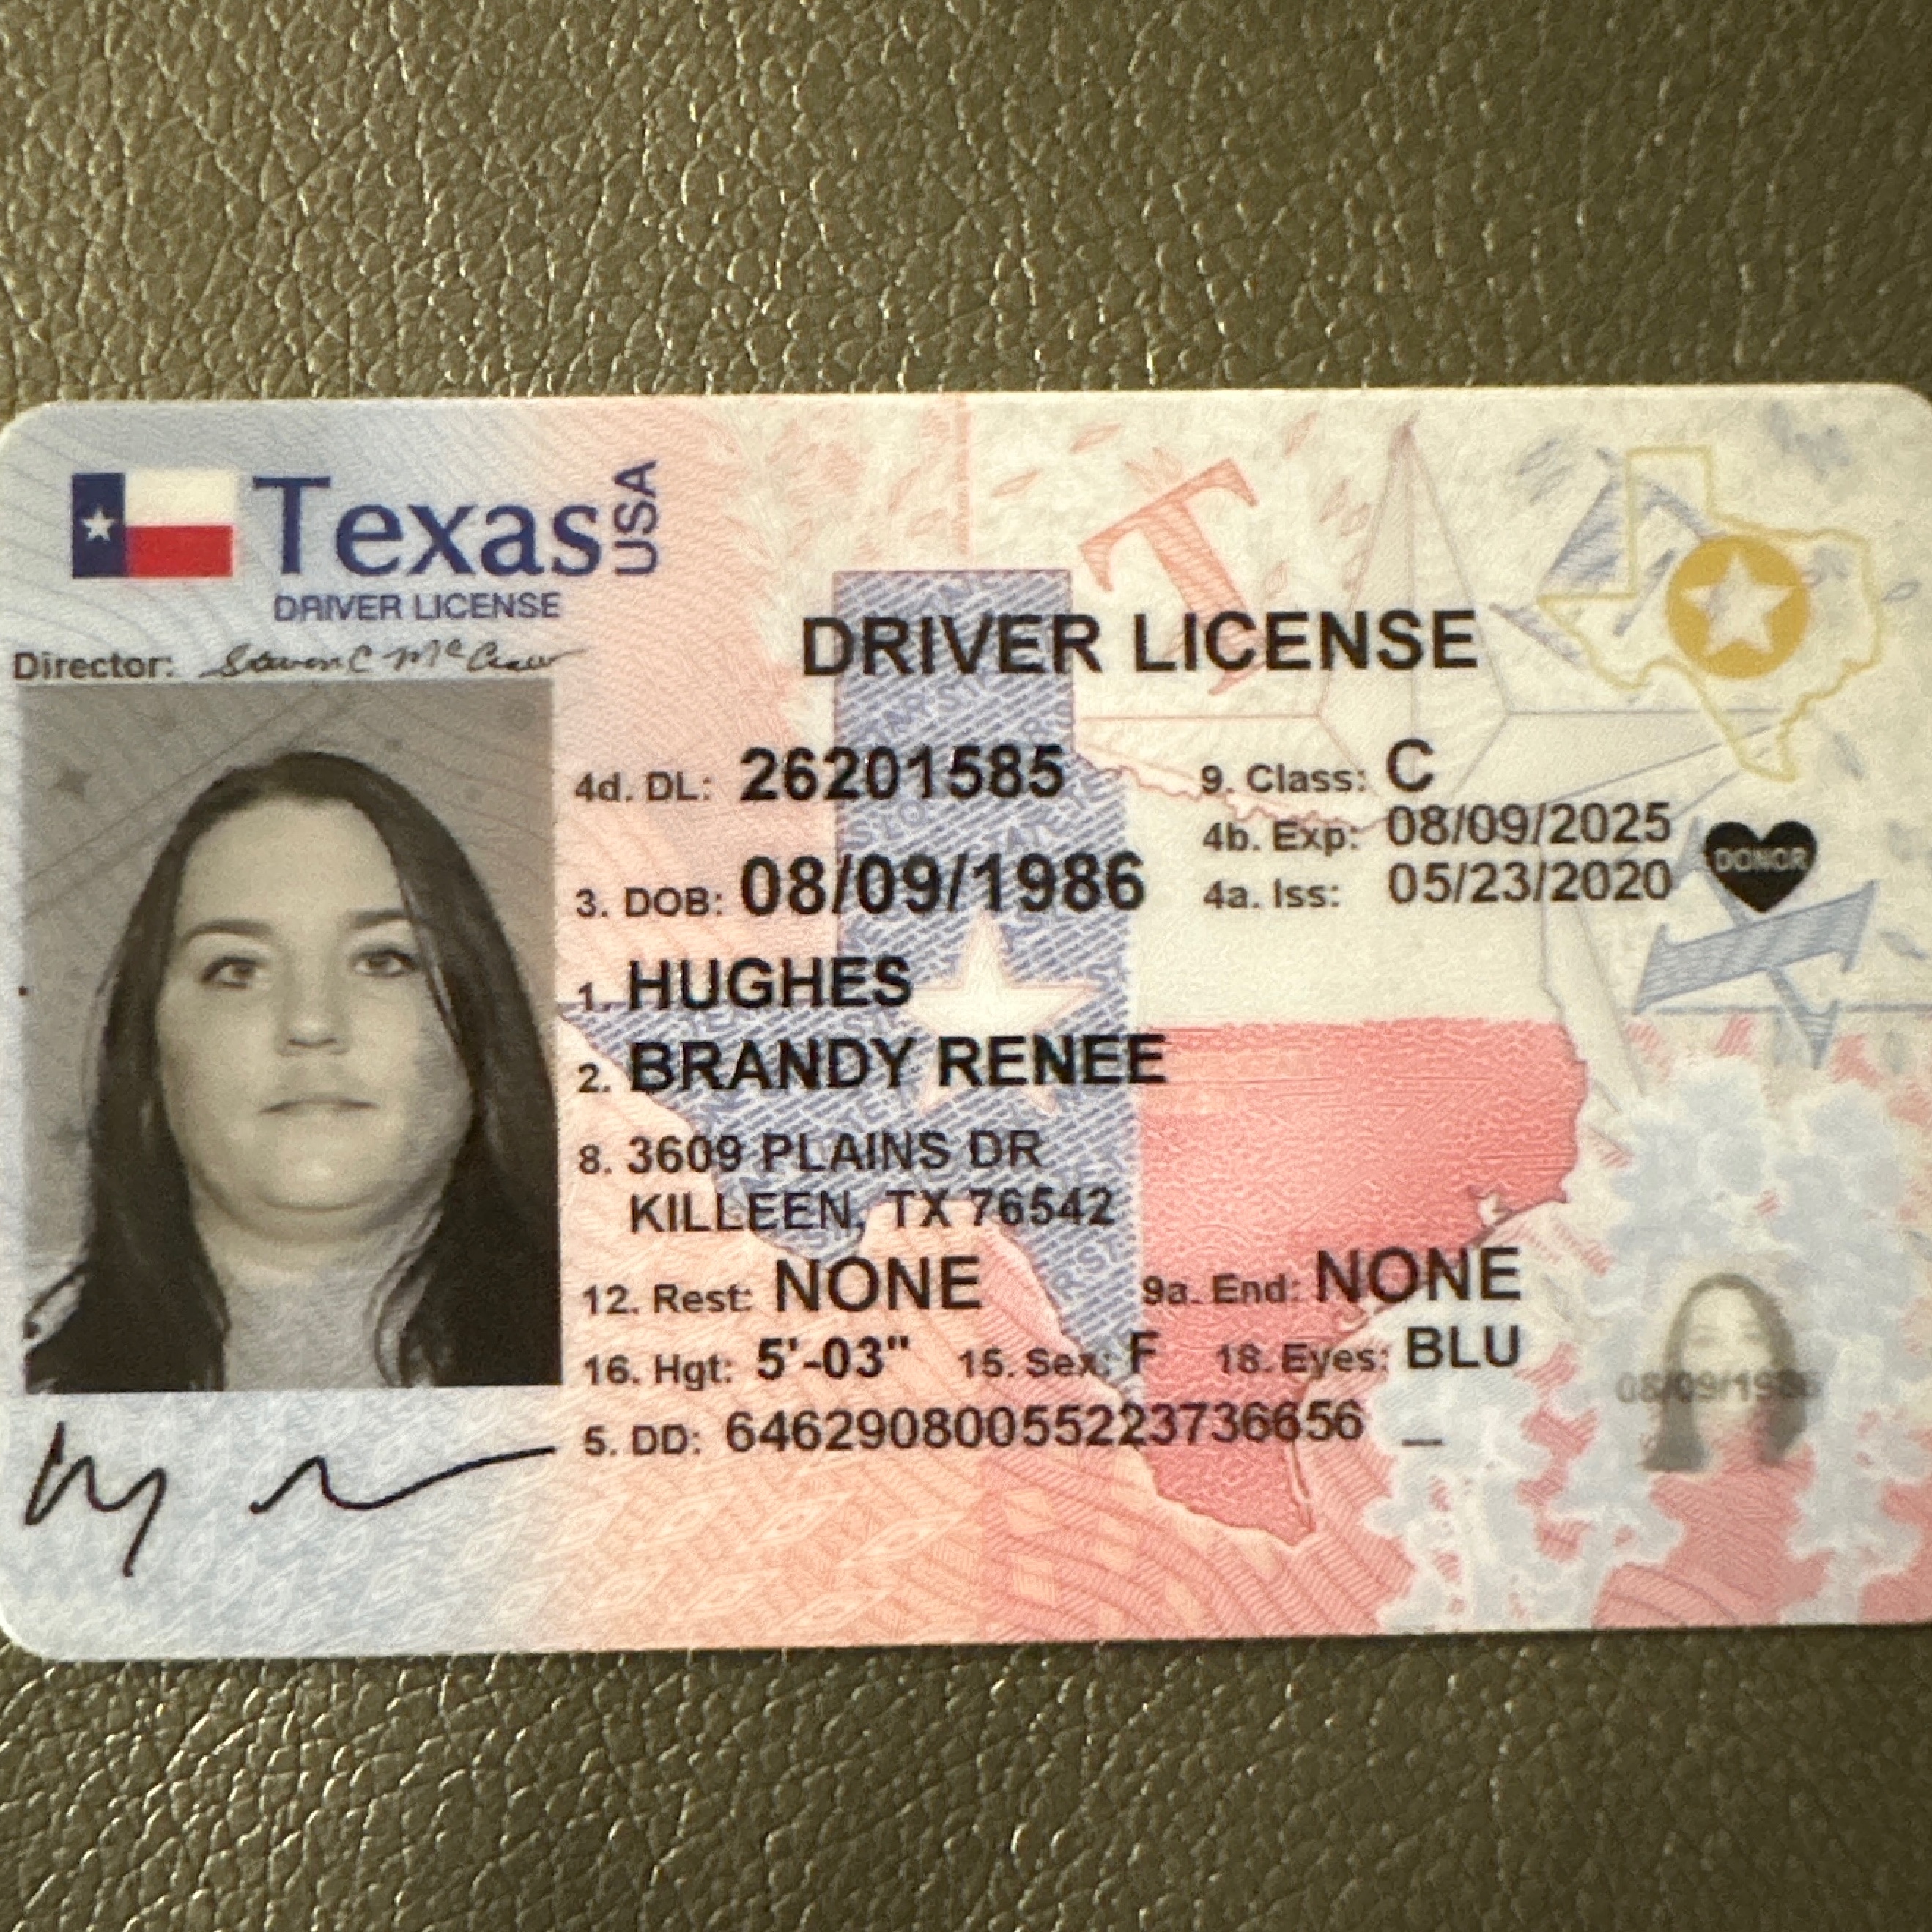 Texas USA
DRIVER LICENSE
Director: Steven C McCraw
DRIVER LICENSE
4d. DL: 26201585
9. Class: C
4b. Exp: 08/09/2025
3. DOB: 08/09/1986
4a. Iss: 05/23/2020
DONOR
1. HUGHES
2. BRANDY RENEE
8. 3609 PLAINS DR
KILLEEN, TX 76542
12. Rest: NONE
9a. End: NONE
16. Hgt: 5'-03" 15. Sex: F 18. Eyes: BLU
08/09/1986
5. DD: 64629080055223736656